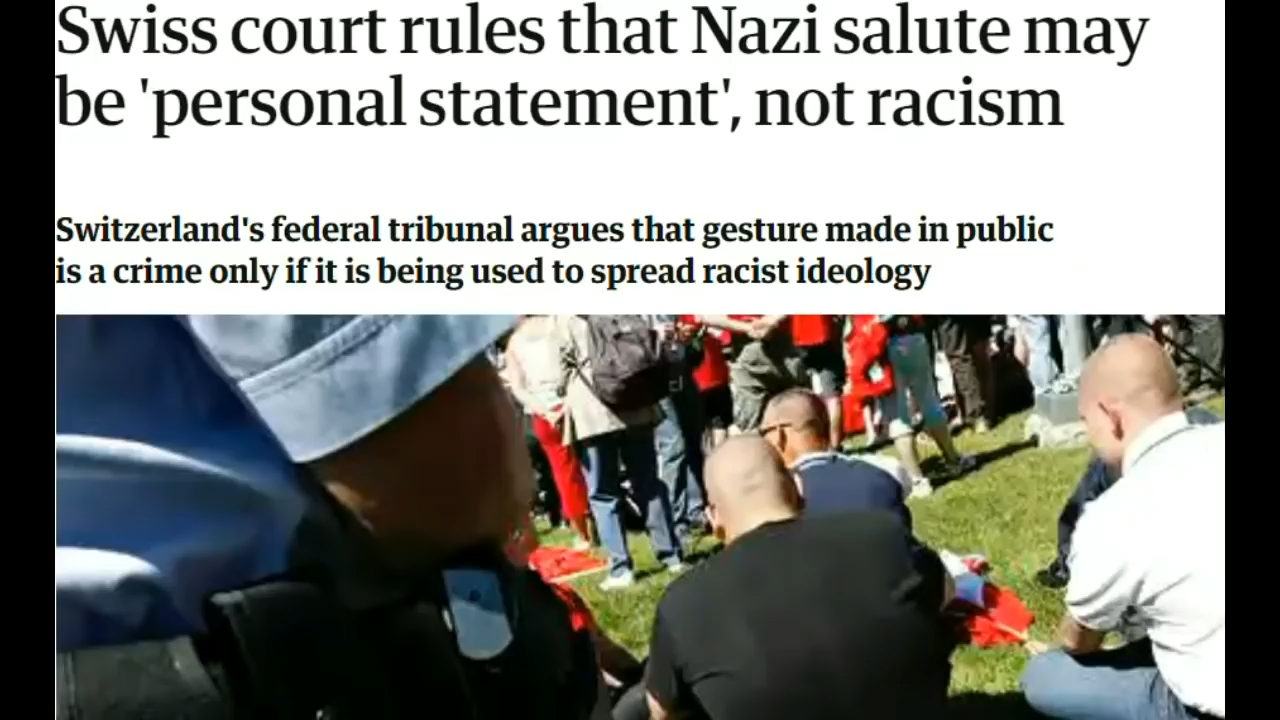 Swiss court rules that Nazi salute may
be 'personal statement', not racism
Switzerland's federal tribunal argues that gesture made in public
is a crime only if it is being used to spread racist ideology